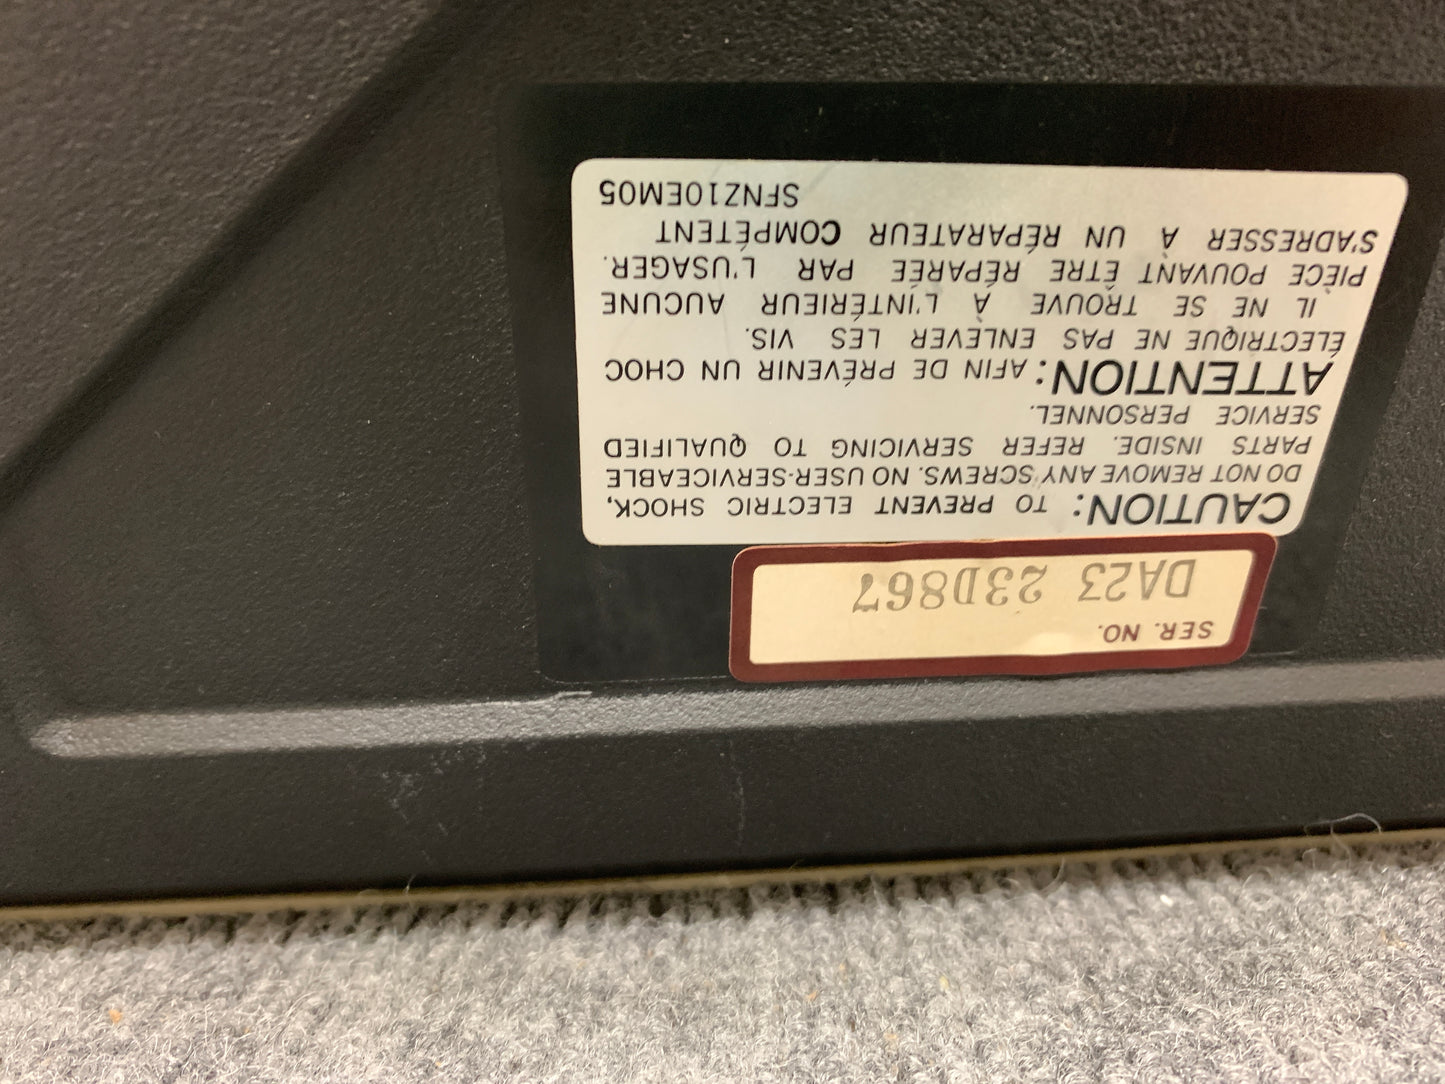 SER. NO.
DA23 23D867
CAUTION: TO PREVENT ELECTRIC SHOCK,
DO NOT REMOVE ANY SCREWS. NO USER-SERVICEABLE
PARTS INSIDE. REFER SERVICING TO QUALIFIED
SERVICE PERSONNEL.
ATTENTION: AFIN DE PRÉVENIR UN CHOC
ÉLECTRIQUE NE PAS ENLEVER LES VIS.
IL NE SE TROUVE À L'INTÉRIEUR AUCUNE
PIÈCE POUVANT ÊTRE RÉPARÉE PAR L'USAGER.
S'ADRESSER À UN RÉPARATEUR COMPÉTENT
SFNZ10EM05